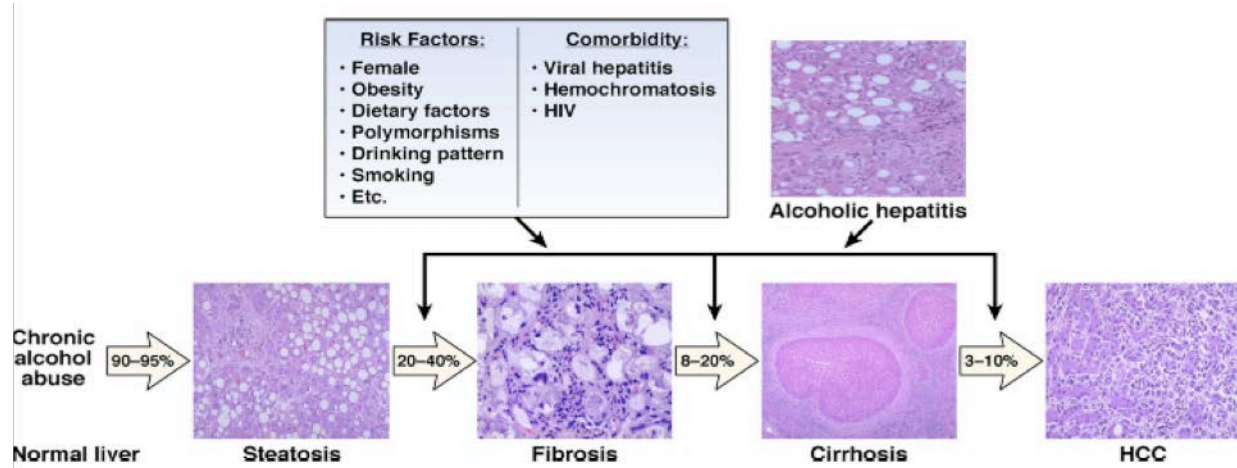 Risk Factors:
· Female
· Obesity
· Dietary factors
· Polymorphisms
· Drinking pattern
· Smoking
· Etc.
Comorbidity:
· Viral hepatitis
· Hemochromatosis
· HIV
Alcoholic hepatitis
Chronic
alcohol
abuse
90–95%
20–40%
8–20%
3–10%
Normal liver
Steatosis
Fibrosis
Cirrhosis
HCC